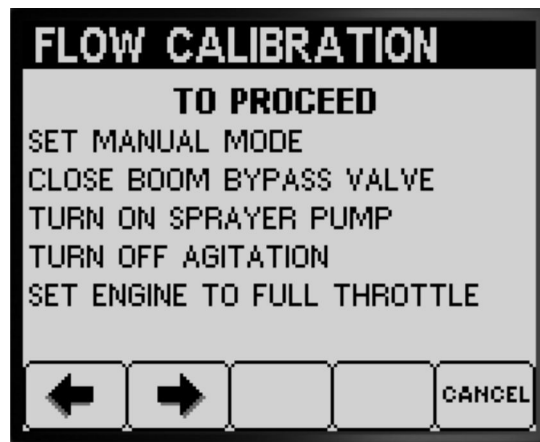 FLOW CALIBRATION
TO PROCEED
SET MANUAL MODE
CLOSE BOOM BYPASS VALVE
TURN ON SPRAYER PUMP
TURN OFF AGITATION
SET ENGINE TO FULL THROTTLE
CANCEL